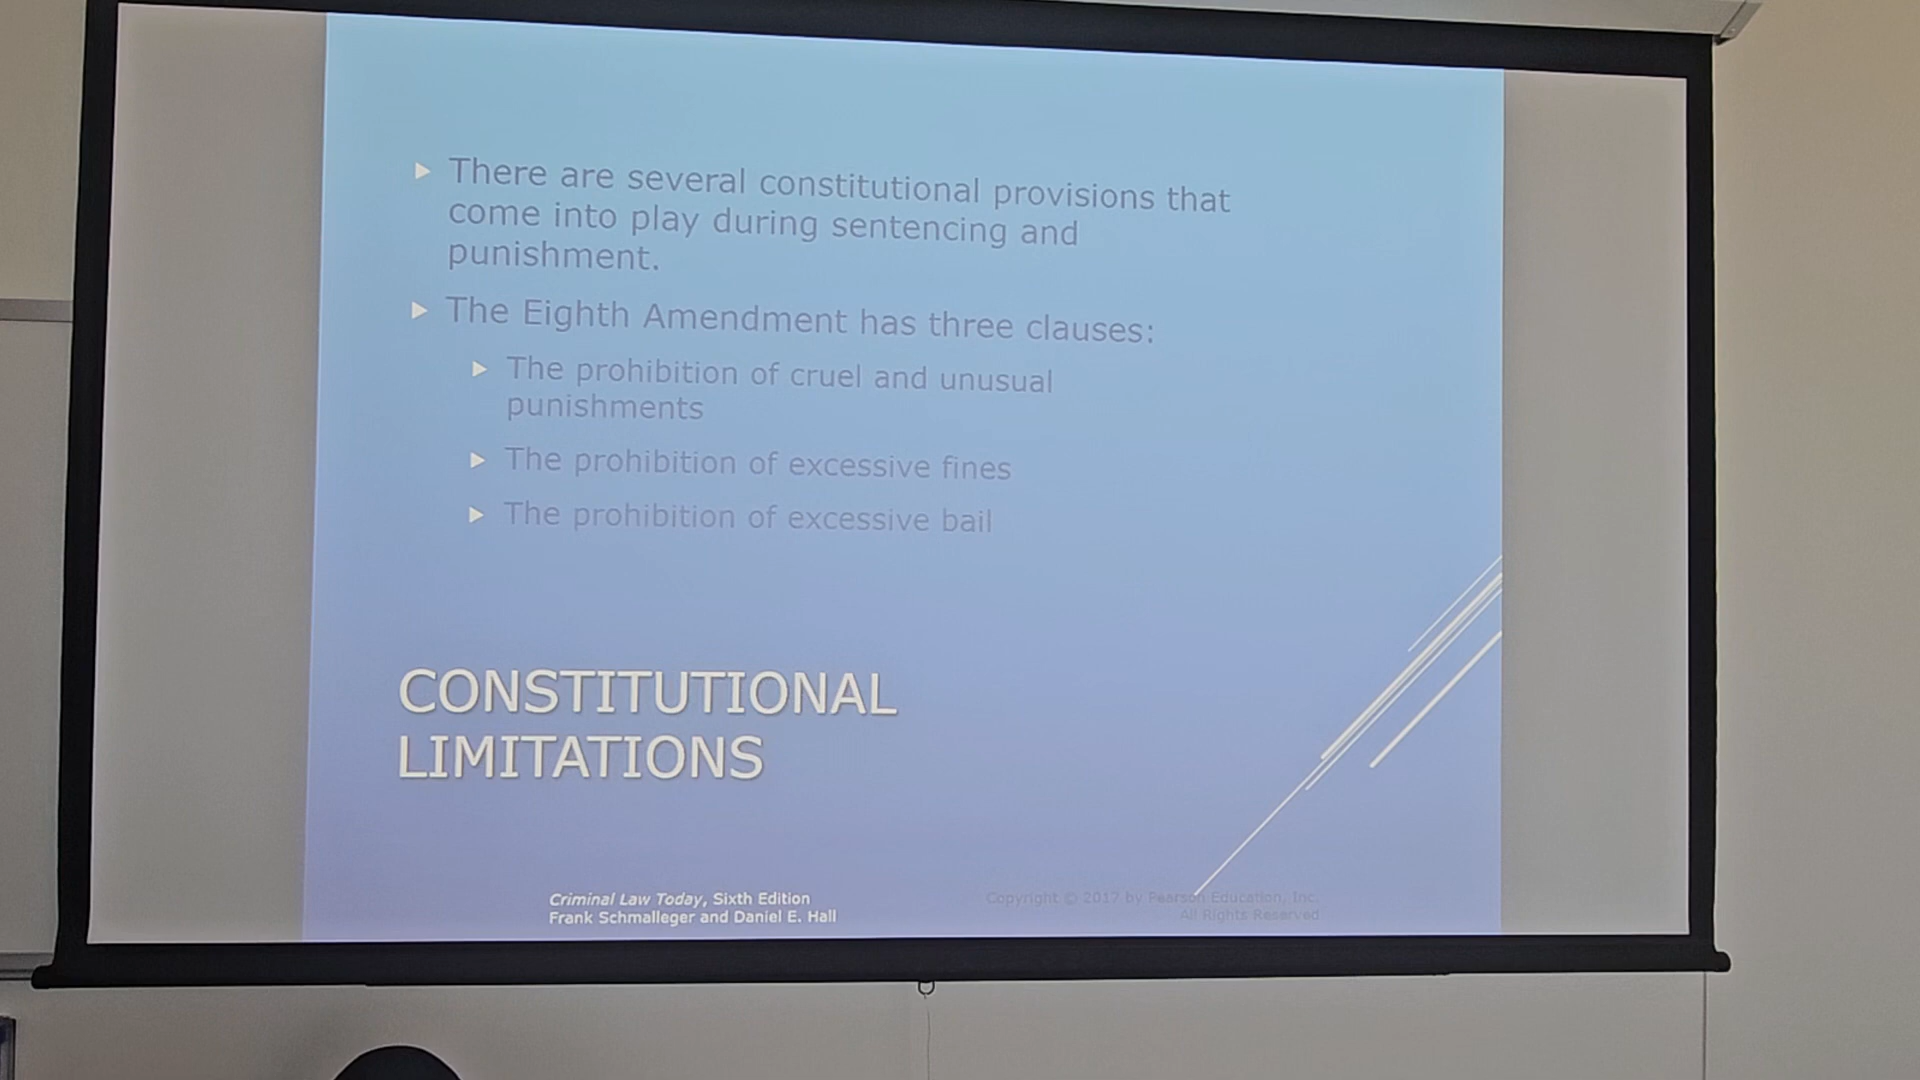 ▶ There are several constitutional provisions that
come into play during sentencing and
punishment.
▶ The Eighth Amendment has three clauses:
▶ The prohibition of cruel and unusual
punishments
▶ The prohibition of excessive fines
▶ The prohibition of excessive bail
CONSTITUTIONAL
LIMITATIONS
Criminal Law Today, Sixth Edition
Frank Schmalleger and Daniel E. Hall
Copyright © 2017 by Pearson Education, Inc.
All Rights Reserved